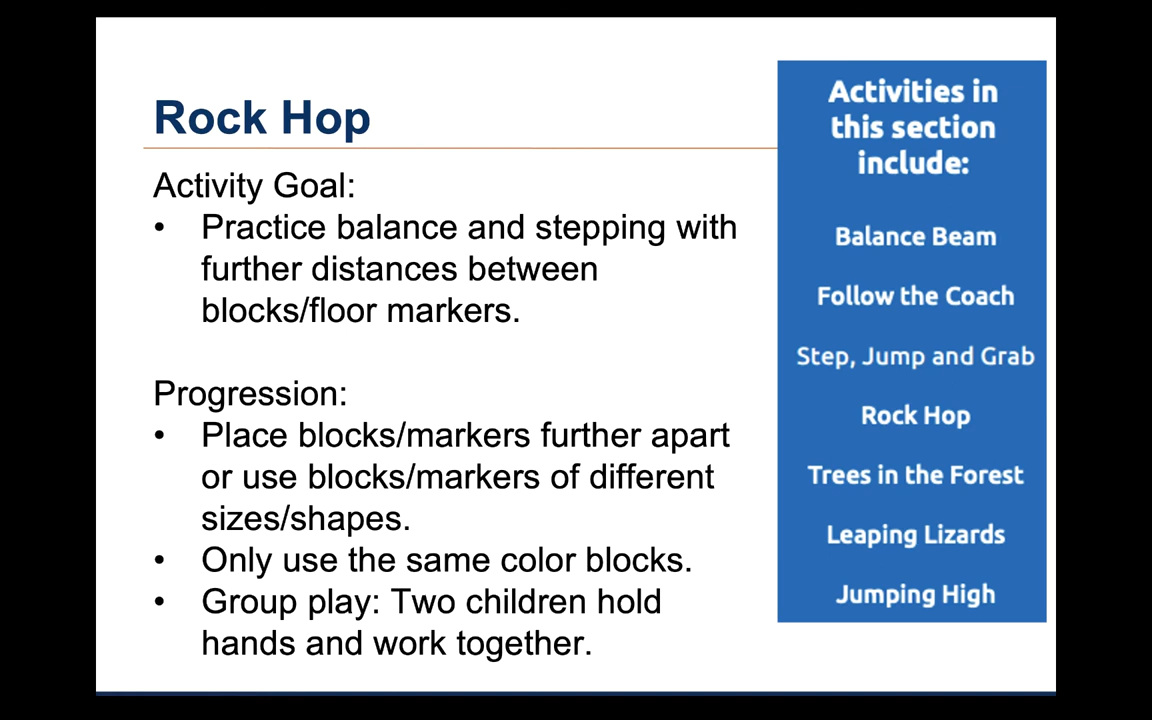 Rock Hop
Activity Goal:
• Practice balance and stepping with
further distances between
blocks/floor markers.
Progression:
• Place blocks/markers further apart
or use blocks/markers of different
sizes/shapes.
• Only use the same color blocks.
• Group play: Two children hold
hands and work together.
Activities in
this section
include:
Balance Beam
Follow the Coach
Step, Jump and Grab
Rock Hop
Trees in the Forest
Leaping Lizards
Jumping High